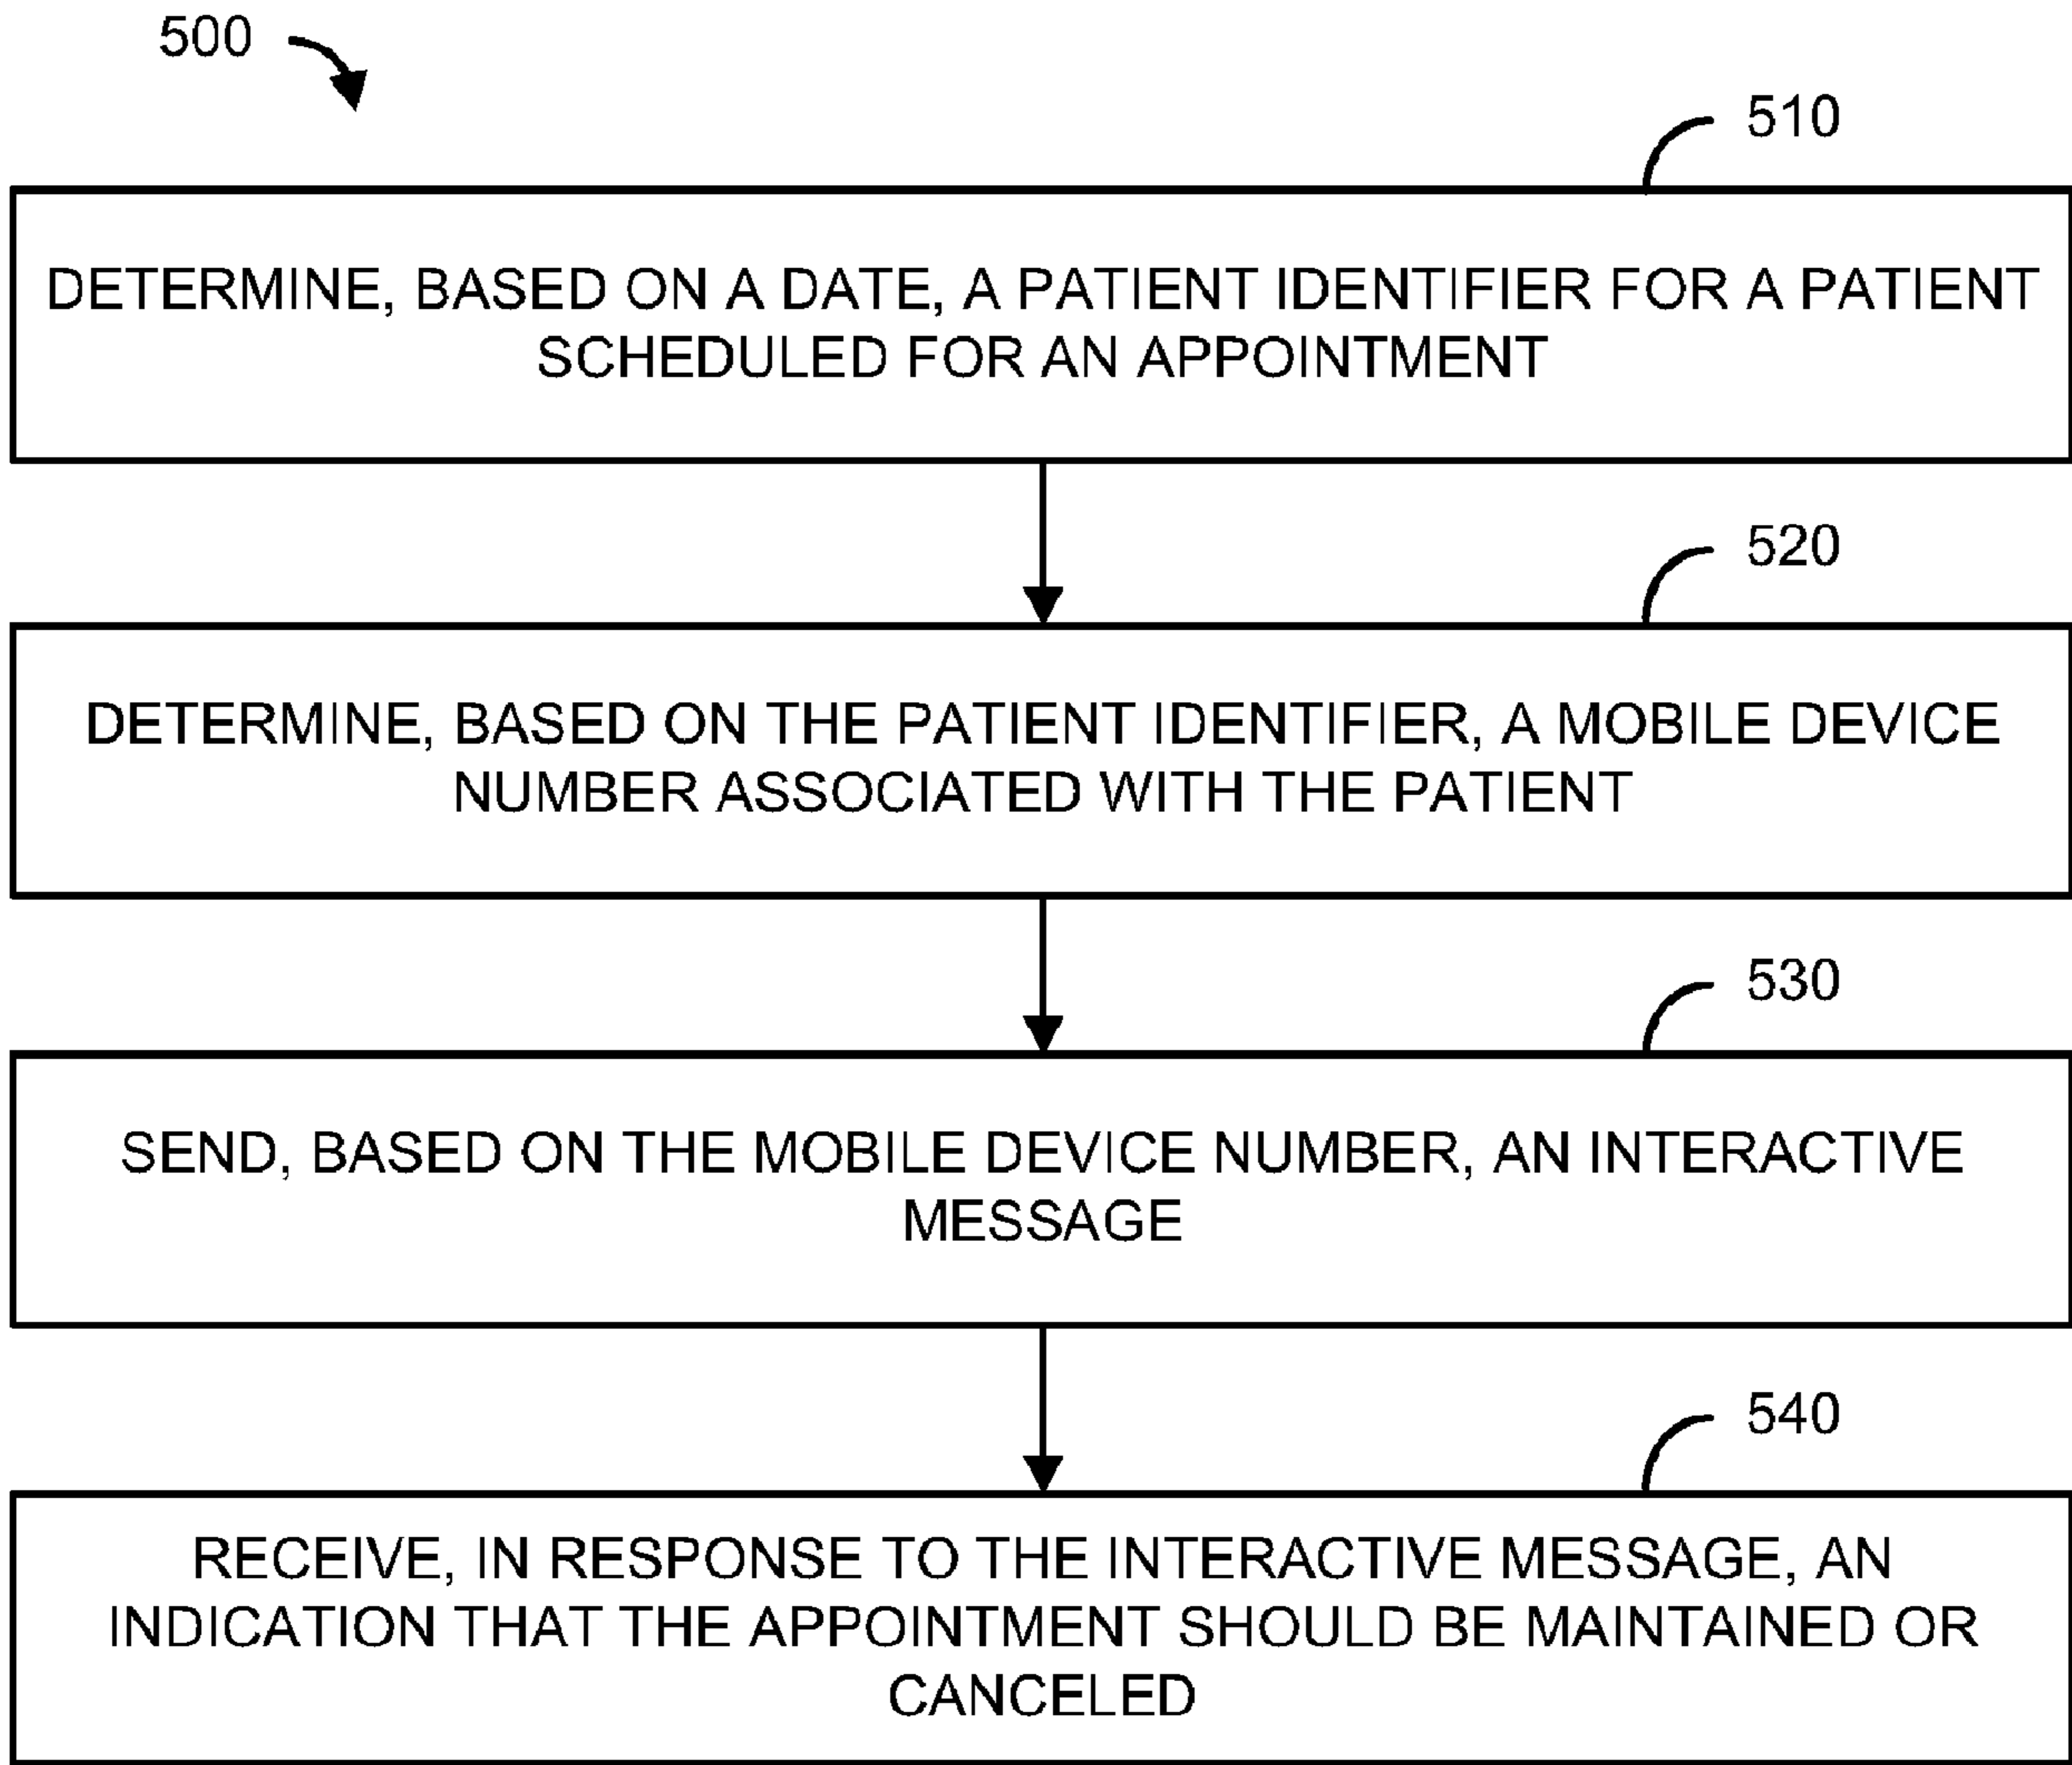 500
510
DETERMINE, BASED ON A DATE, A PATIENT IDENTIFIER FOR A PATIENT
SCHEDULED FOR AN APPOINTMENT
520
DETERMINE, BASED ON THE PATIENT IDENTIFIER, A MOBILE DEVICE
NUMBER ASSOCIATED WITH THE PATIENT
530
SEND, BASED ON THE MOBILE DEVICE NUMBER, AN INTERACTIVE
MESSAGE
540
RECEIVE, IN RESPONSE TO THE INTERACTIVE MESSAGE, AN
INDICATION THAT THE APPOINTMENT SHOULD BE MAINTAINED OR
CANCELED